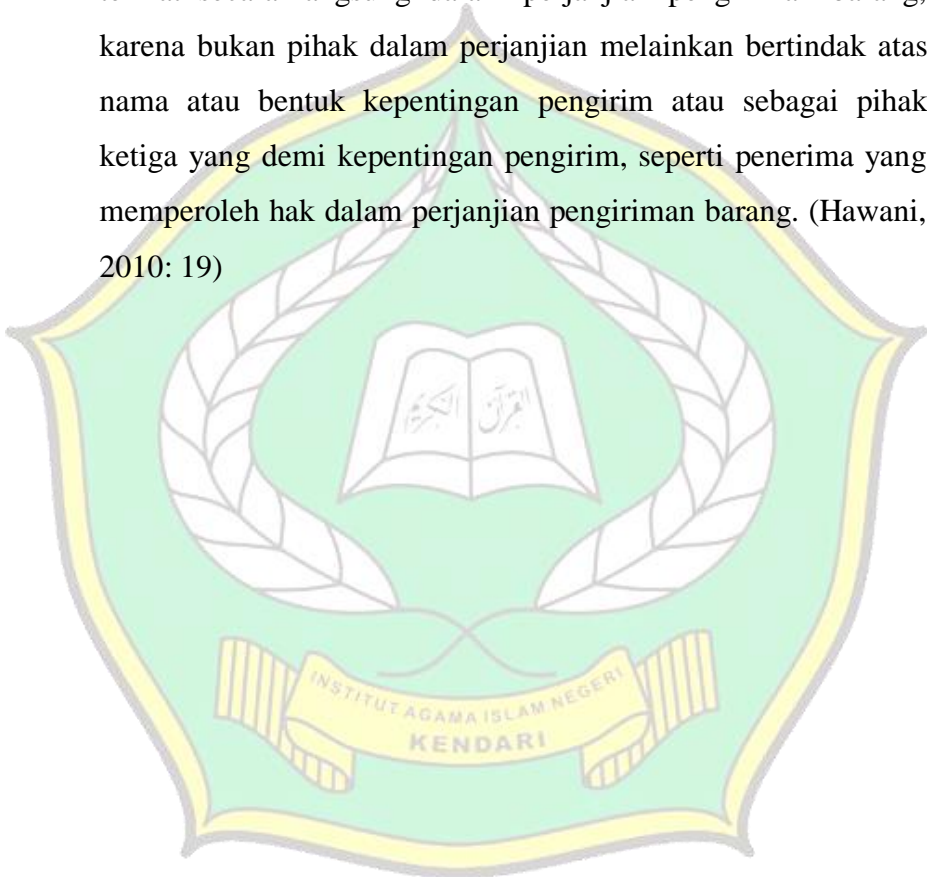 karena bukan pihak dalam perjanjian melainkan bertindak atas
nama atau bentuk kepentingan pengirim atau sebagai pihak
ketiga yang demi kepentingan pengirim, seperti penerima yang
memperoleh hak dalam perjanjian pengiriman barang. (Hawani,
2010: 19)
القرآن الكريم
INSTITUT AGAMA ISLAM NEGERI
KENDARI